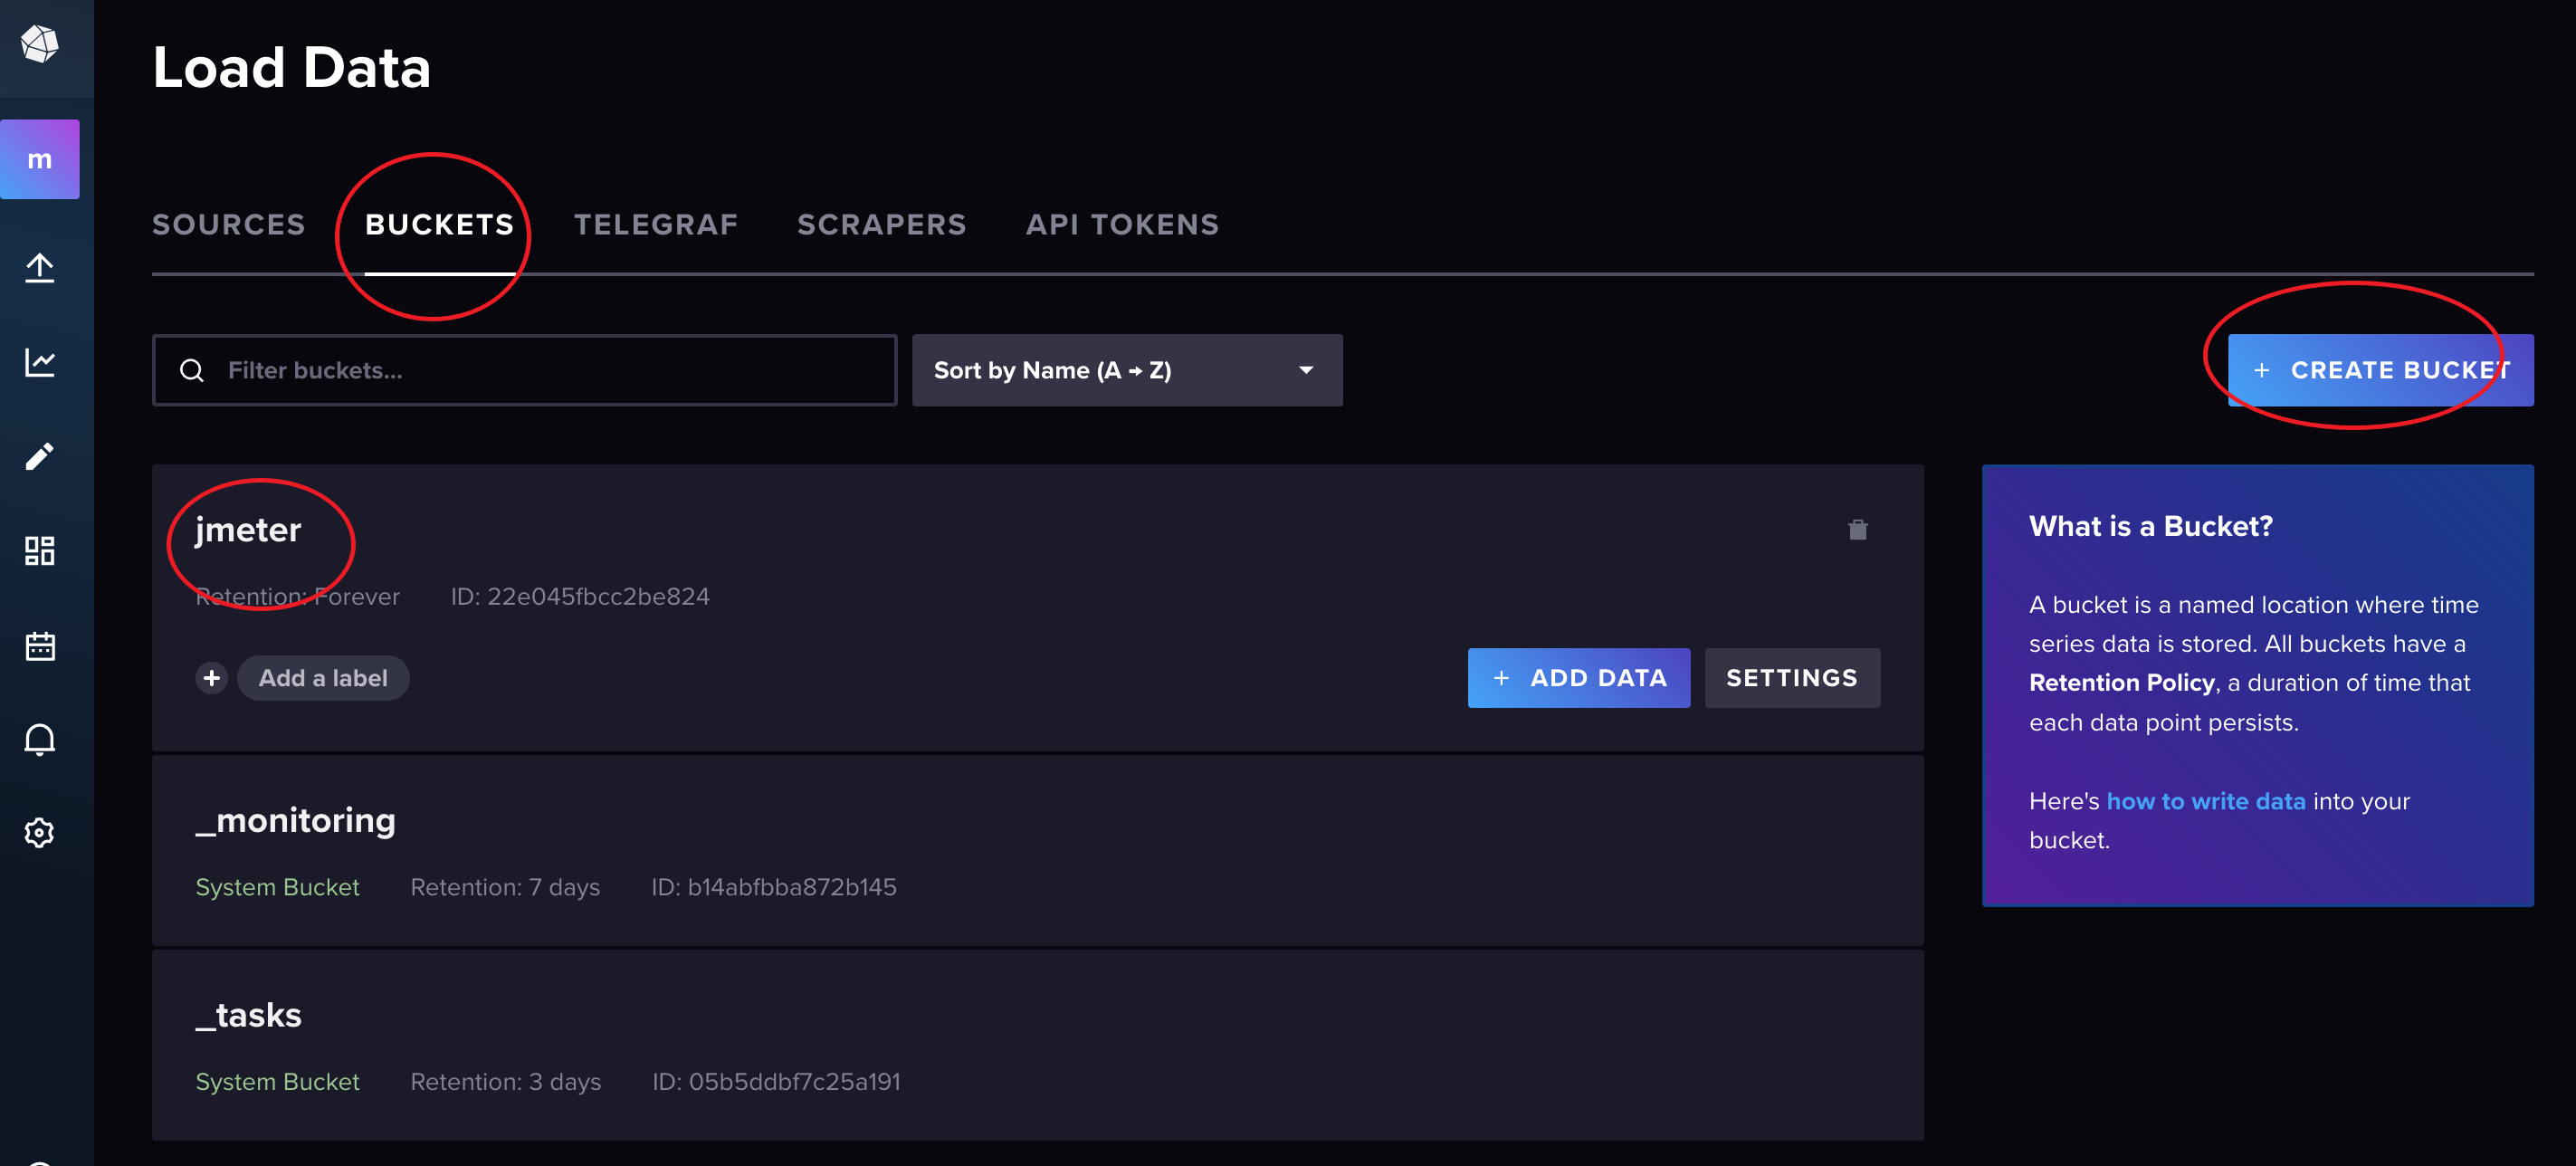 Load Data
m
SOURCES BUCKETS TELEGRAF SCRAPERS API TOKENS
Filter buckets...
Sort by Name (A → Z)
+ CREATE BUCKET
jmeter
Retention: Forever ID: 22e045fbcc2be824
+ Add a label
+ ADD DATA
SETTINGS
_monitoring
System Bucket Retention: 7 days ID: b14abfbba872b145
_tasks
System Bucket Retention: 3 days ID: 05b5ddbf7c25a191
What is a Bucket?
A bucket is a named location where time
series data is stored. All buckets have a
Retention Policy, a duration of time that
each data point persists.
Here's how to write data into your
bucket.